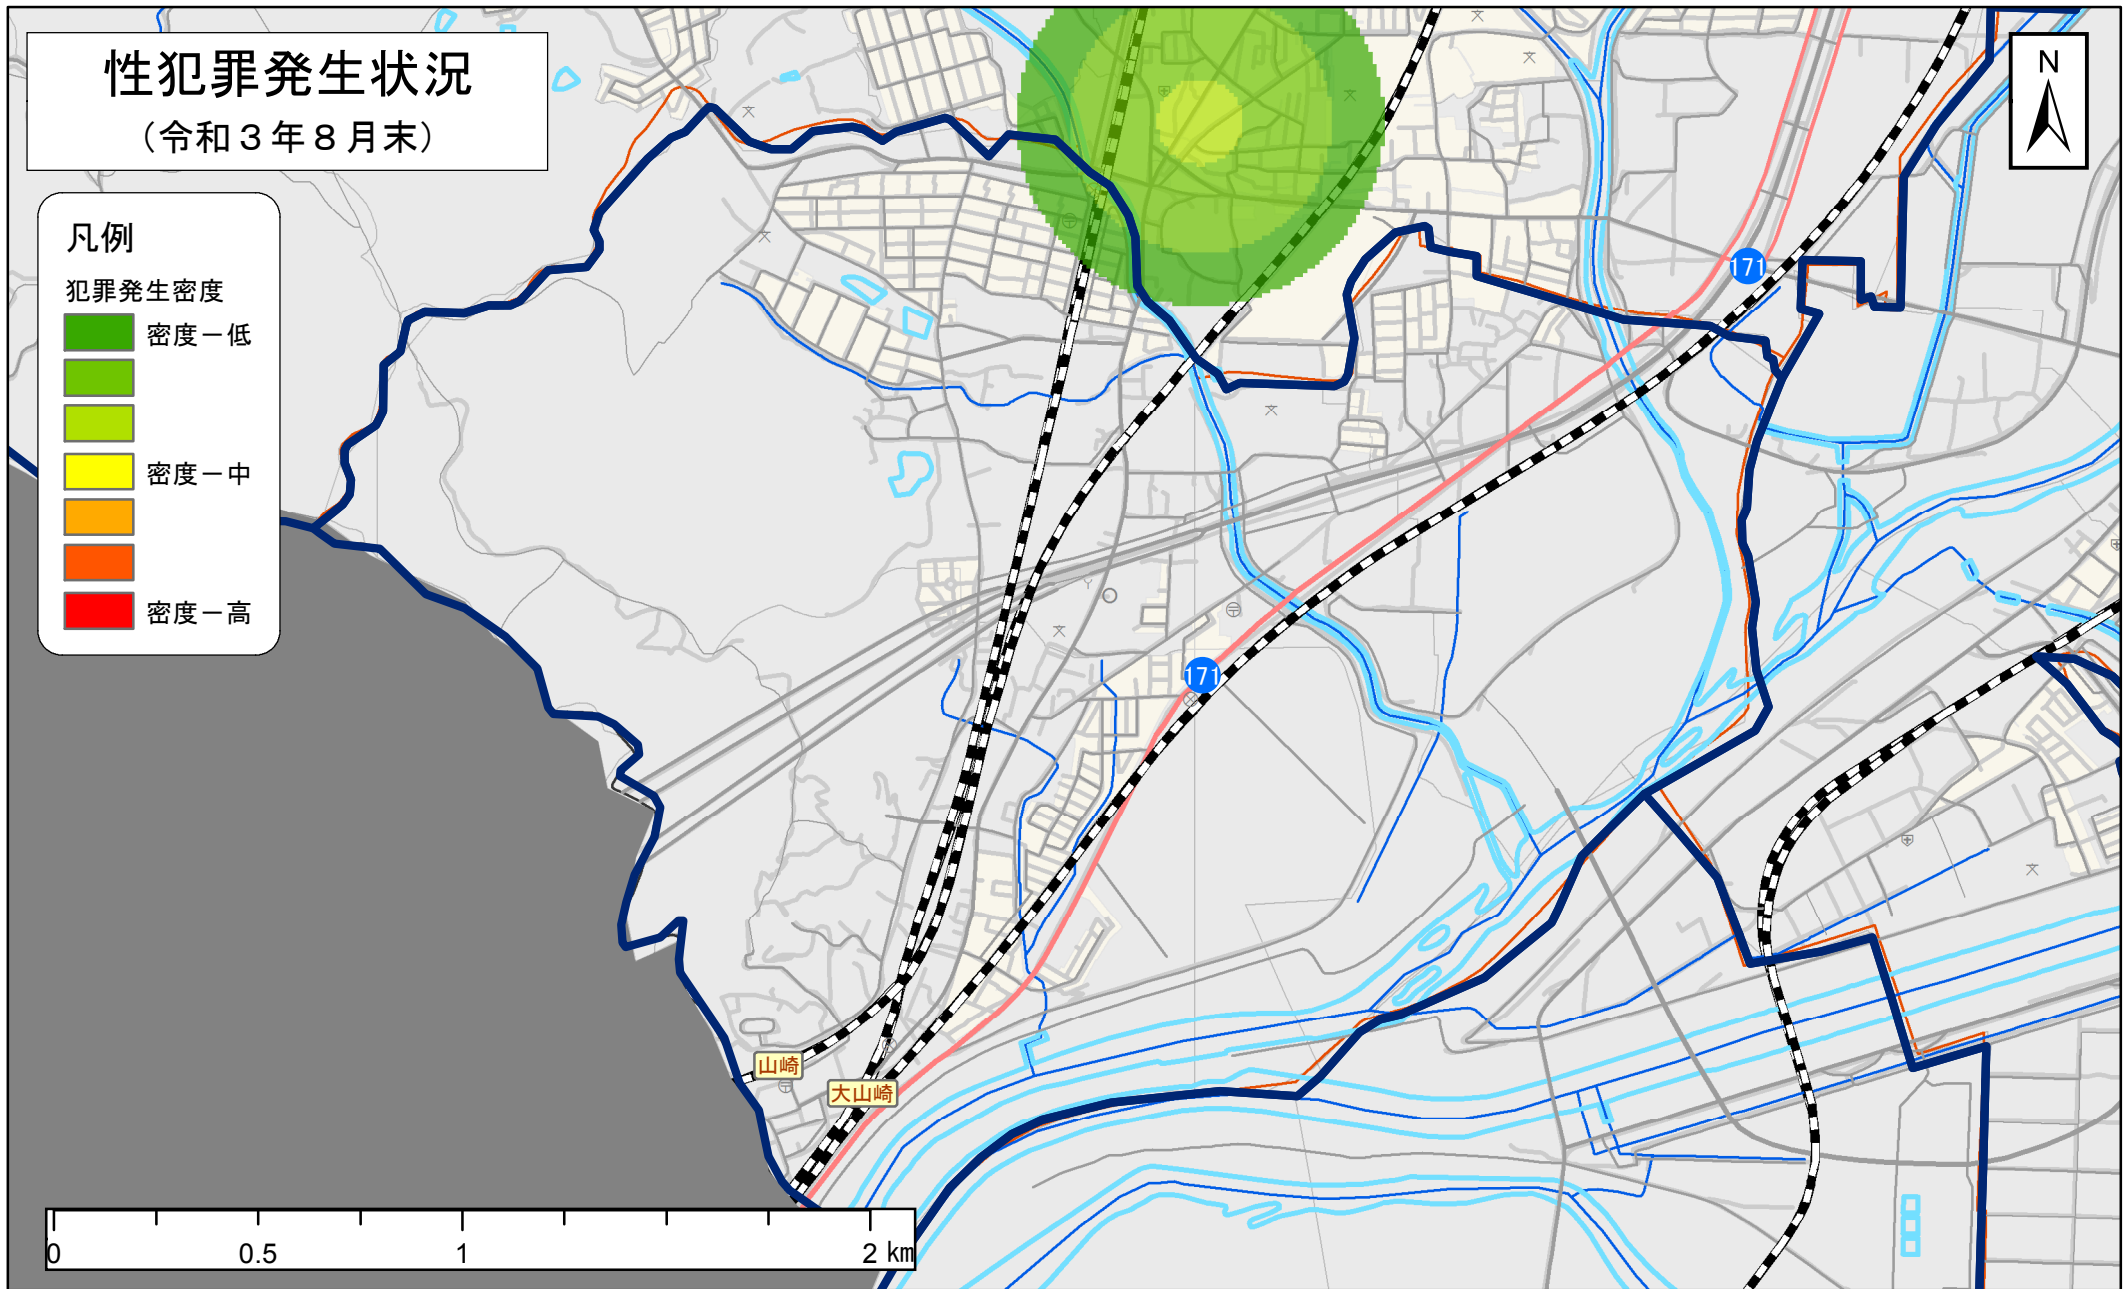 性犯罪発生状況
（令和３年８月末）
N
凡例
犯罪発生密度
密度－低
密度－中
密度－高
171
171
山崎
大山崎
0 0.5 1 2 km